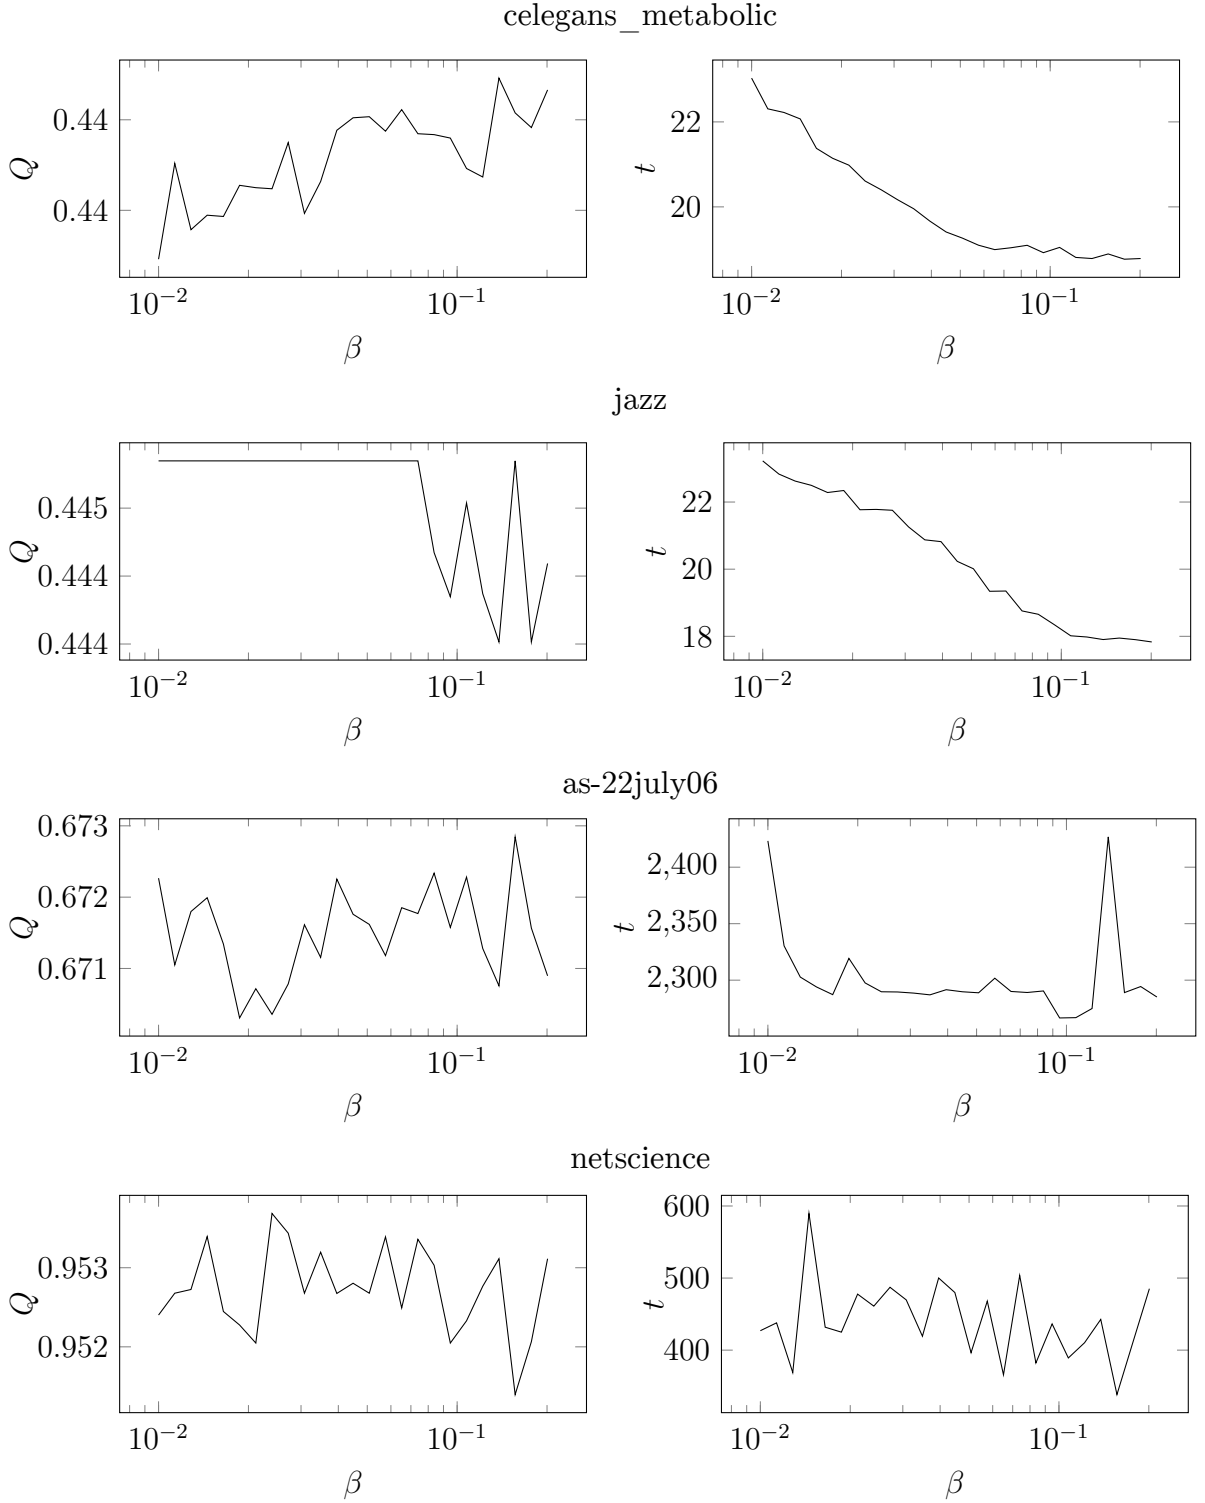 celegans_metabolic
0.44
0.44
Q
10⁻² 10⁻¹
β
22
20
t
10⁻² 10⁻¹
β
jazz
0.445
0.444
0.444
Q
10⁻² 10⁻¹
β
22
20
18
t
10⁻² 10⁻¹
β
as-22july06
0.673
0.672
0.671
Q
10⁻² 10⁻¹
β
2,400
2,350
2,300
t
10⁻² 10⁻¹
β
netscience
0.953
0.952
Q
10⁻² 10⁻¹
β
600
500
400
t
10⁻² 10⁻¹
β